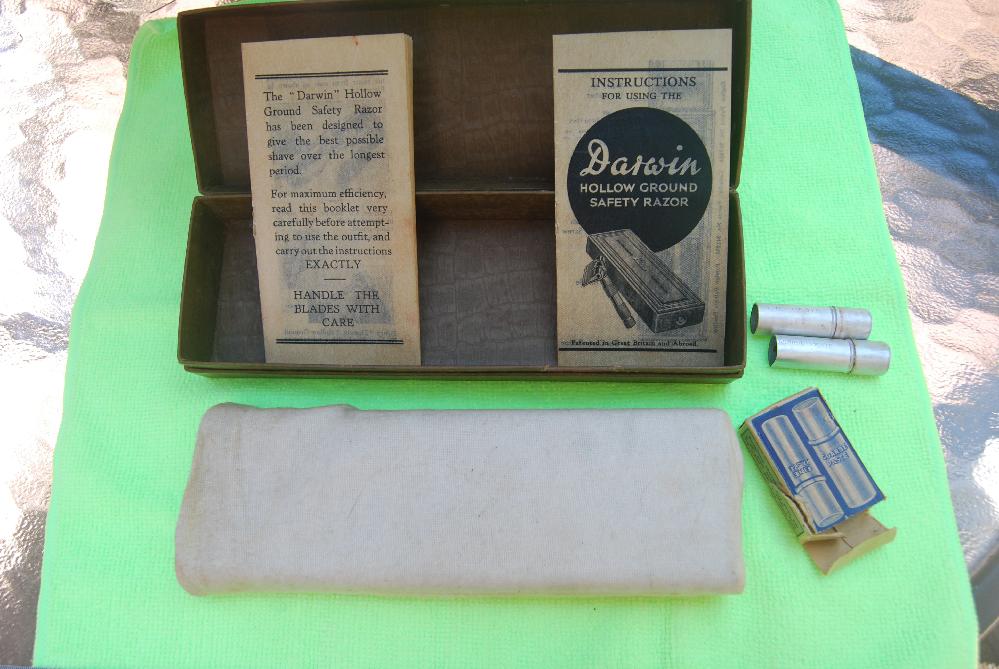 The "Darwin" Hollow
Ground Safety Razor
has been designed to
give the best possible
shave over the longest
period.
For maximum efficiency,
read this booklet very
carefully before attempt-
ing to use the outfit, and
carry out the instructions
EXACTLY
HANDLE THE
BLADES WITH
CARE
INSTRUCTIONS
FOR USING THE
Darwin
HOLLOW GROUND
SAFETY RAZOR
Patented in Great Britain and Abroad.